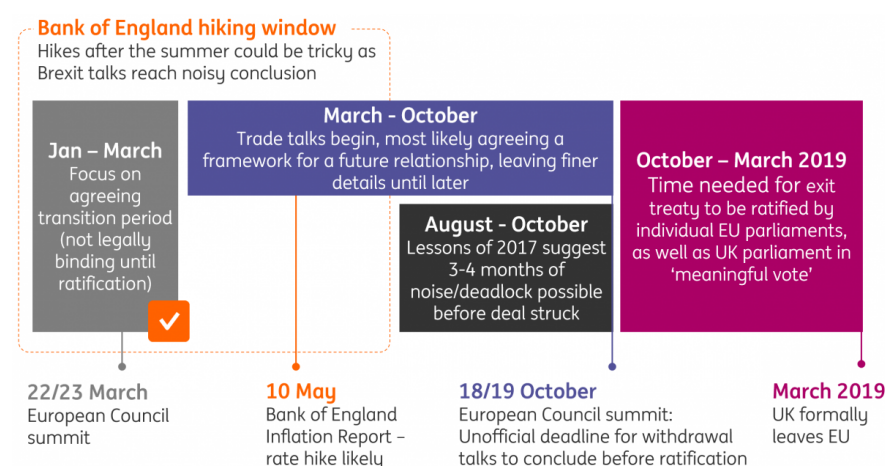 Bank of England hiking window
Hikes after the summer could be tricky as
Brexit talks reach noisy conclusion
Jan – March
Focus on
agreeing
transition period
(not legally
binding until
ratification)
March - October
Trade talks begin, most likely agreeing a
framework for a future relationship, leaving finer
details until later
August - October
Lessons of 2017 suggest
3-4 months of
noise/deadlock possible
before deal struck
October – March 2019
Time needed for exit
treaty to be ratified by
individual EU parliaments,
as well as UK parliament in
‘meaningful vote’
22/23 March
European Council
summit
10 May
Bank of England
Inflation Report –
rate hike likely
18/19 October
European Council summit:
Unofficial deadline for withdrawal
talks to conclude before ratification
March 2019
UK formally
leaves EU